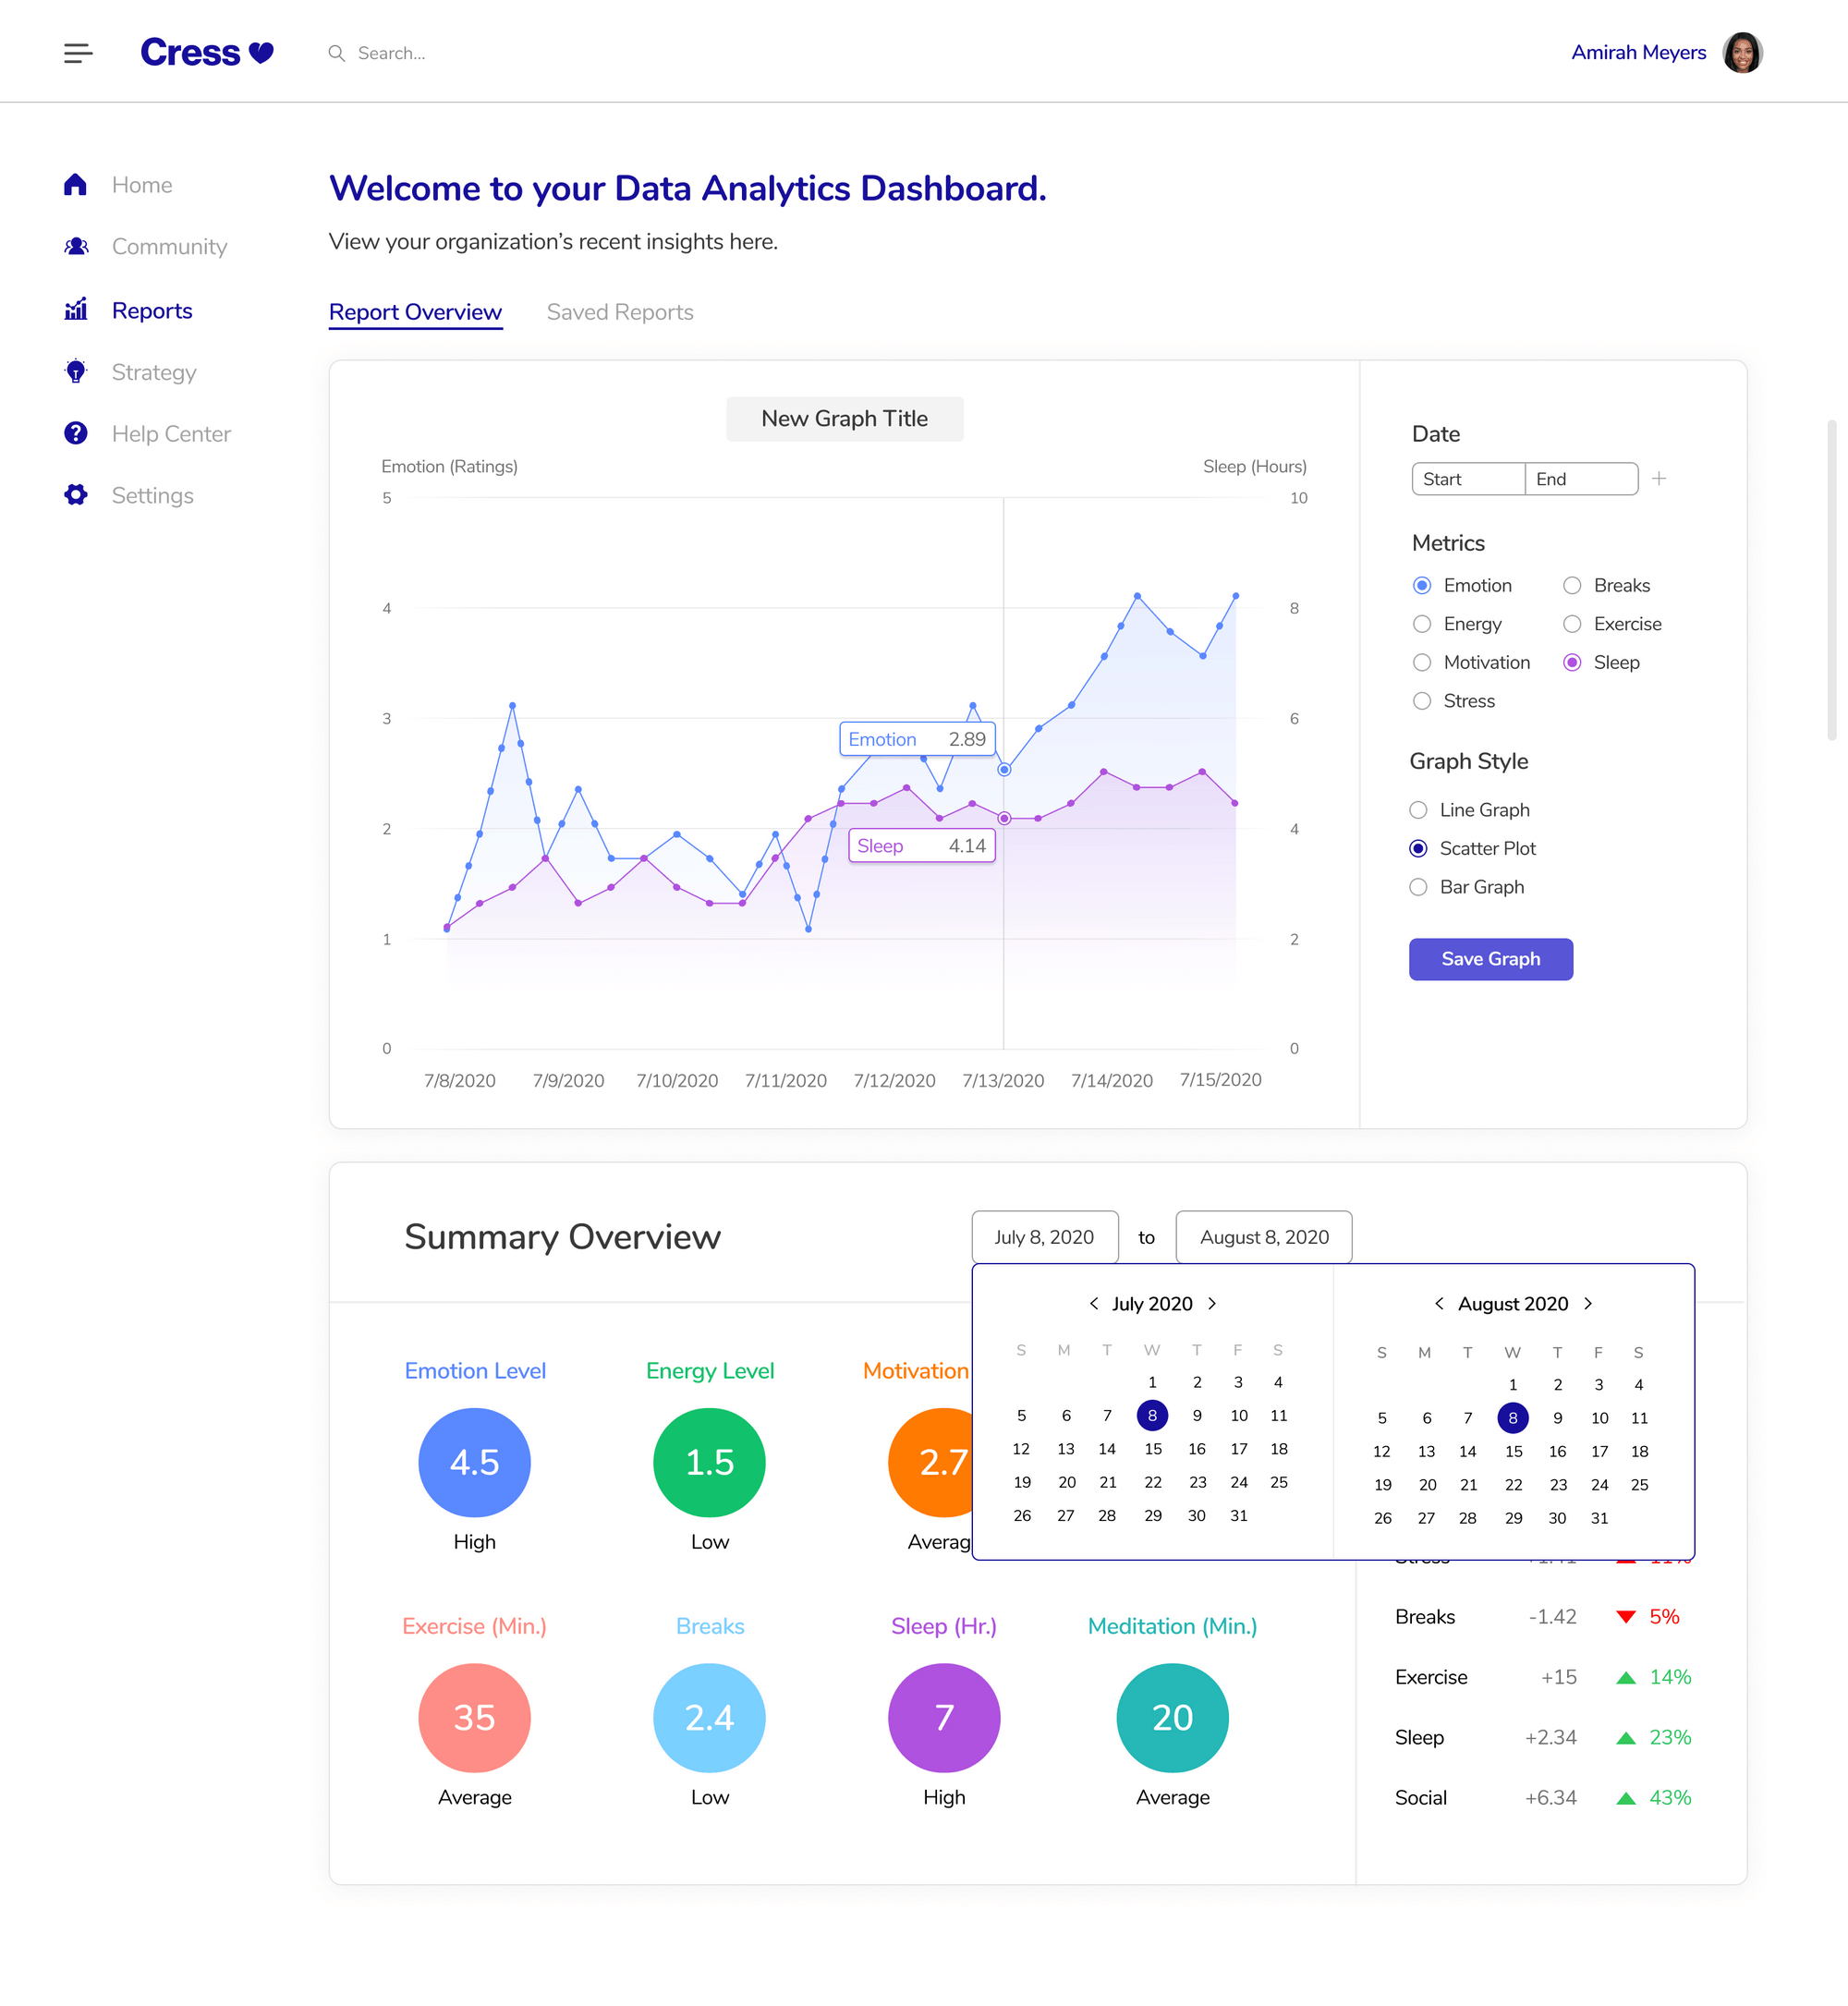 Cress
Search...
Amirah Meyers
Home
Community
Reports
Strategy
Help Center
Settings
Welcome to your Data Analytics Dashboard.
View your organization’s recent insights here.
Report Overview Saved Reports
New Graph Title
Emotion (Ratings) Sleep (Hours)
5 10
4 8
3 6
2 4
1 2
0 0
Emotion 2.89
Sleep 4.14
7/8/2020 7/9/2020 7/10/2020 7/11/2020 7/12/2020 7/13/2020 7/14/2020 7/15/2020
Date
Start End
Metrics
Emotion Breaks
Energy Exercise
Motivation Sleep
Stress
Graph Style
Line Graph
Scatter Plot
Bar Graph
Save Graph
Summary Overview
July 8, 2020 to August 8, 2020
July 2020
S M T W T F S
1 2 3 4
5 6 7 8 9 10 11
12 13 14 15 16 17 18
19 20 21 22 23 24 25
26 27 28 29 30 31
August 2020
S M T W T F S
1 2 3 4
5 6 7 8 9 10 11
12 13 14 15 16 17 18
19 20 21 22 23 24 25
26 27 28 29 30 31
Emotion Level Energy Level Motivation
4.5 1.5 2.7
High Low Averag
Exercise (Min.) Breaks Sleep (Hr.) Meditation (Min.)
35 2.4 7 20
Average Low High Average
Breaks -1.42 5%
Exercise +15 14%
Sleep +2.34 23%
Social +6.34 43%